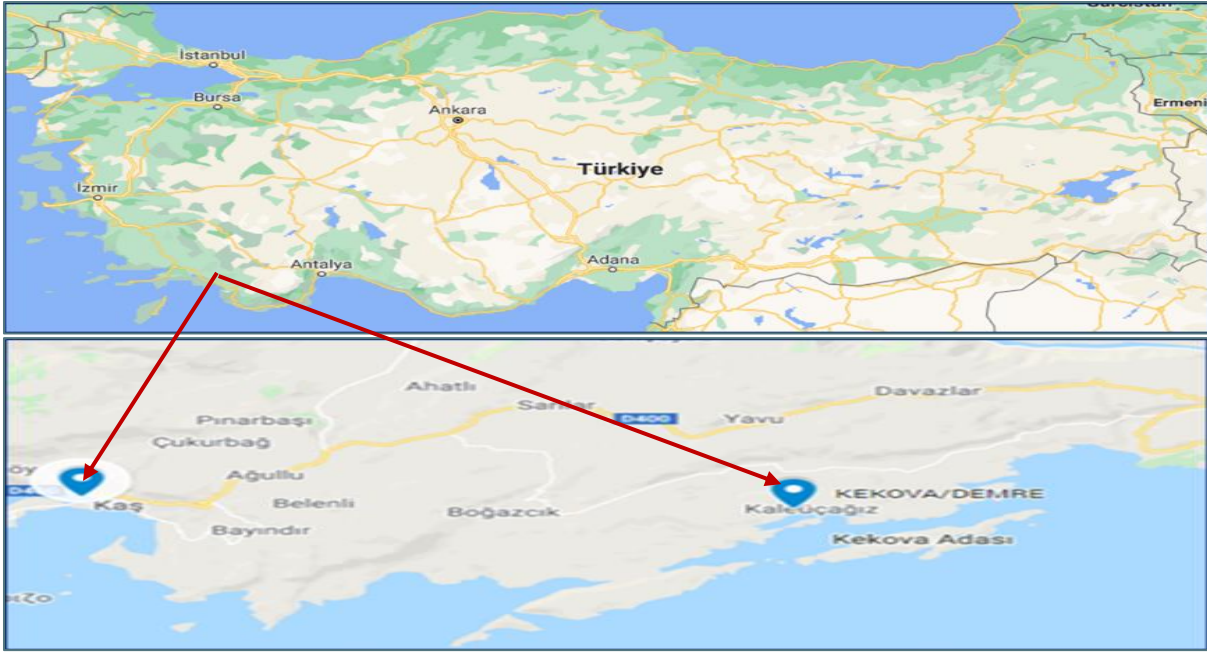 İstanbul
Bursa
Ankara
Ermeni
Türkiye
İzmir
Antalya
Adana
Ahatlı
Davazlar
Sarılar
D400
Yavu
Pınarbaşı
Çukurbağ
Ağullu
Kaş
Belenli
Boğazcık
KEKOVA/DEMRE
Kaleüçağız
Bayındır
Kekova Adası